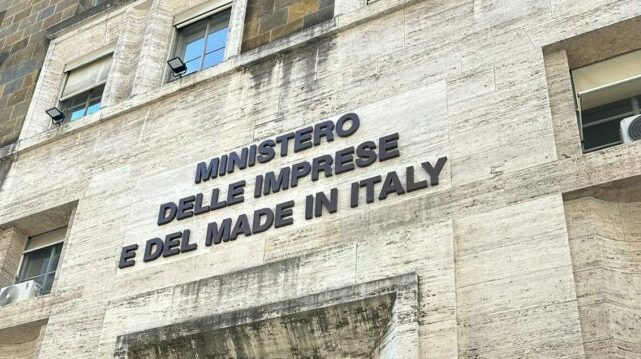 MINISTERO
DELLE IMPRESE
E DEL MADE IN ITALY